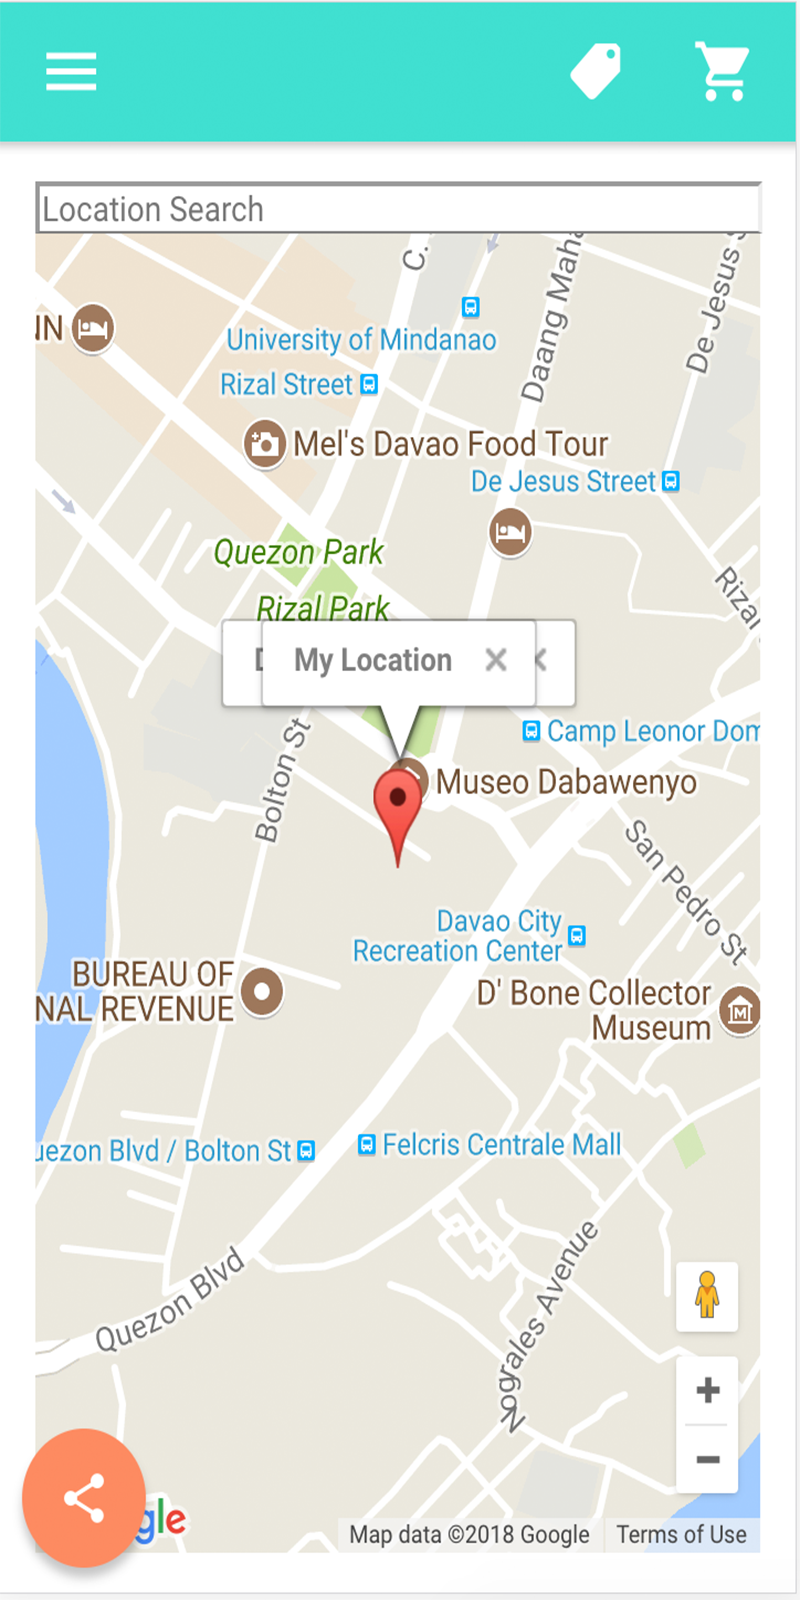 Location Search
C.
Daang Maha
De Jesus S
NN
University of Mindanao
Rizal Street
Mel's Davao Food Tour
De Jesus Street
Quezon Park
Rizal
Rizal Park
My Location
Camp Leonor Dom
Bolton St
Museo Dabawenyo
San Pedro St
Davao City
Recreation Center
BUREAU OF
NAL REVENUE
D' Bone Collector
Museum
uezon Blvd / Bolton St
Felcris Centrale Mall
Quezon Blvd
Nograles Avenue
gle
Map data ©2018 Google
Terms of Use